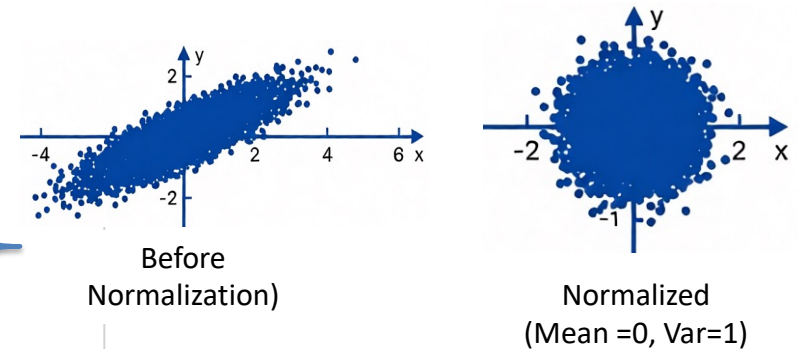 y
2
-4
2
4
6 x
-2
Before
Normalization)
y
-2
2
x
-1
Normalized
(Mean =0, Var=1)